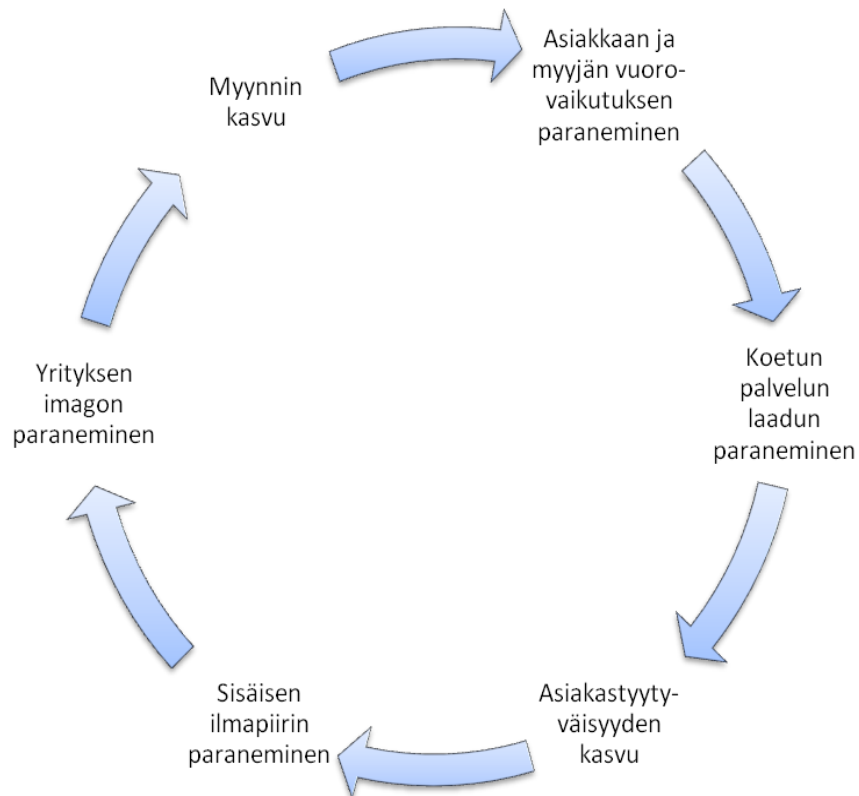 Myynnin
kasvu
Asiakkaan ja
myyjän vuoro-
vaikutuksen
paraneminen
Koetun
palvelun
laadun
paraneminen
Asiakastyyty-
väisyyden
kasvu
Sisäisen
ilmapiirin
paraneminen
Yrityksen
imagon
paraneminen